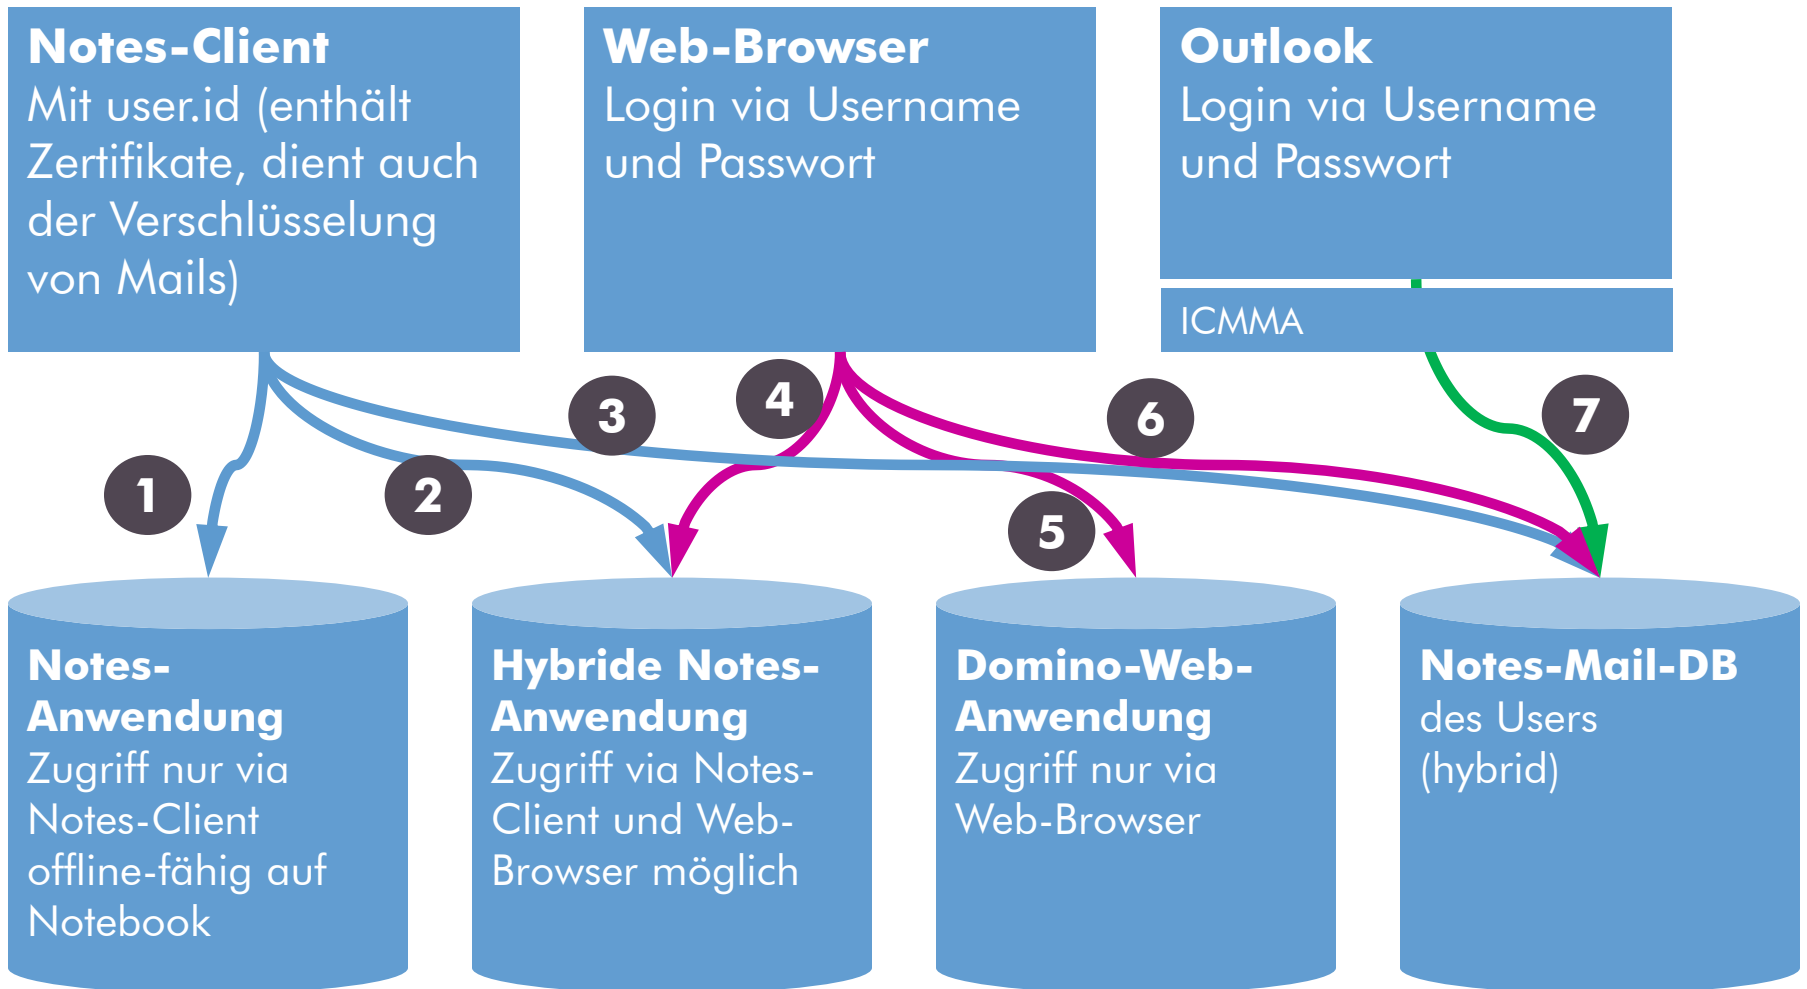 Notes-Client
Mit user.id (enthält
Zertifikate, dient auch
der Verschlüsselung
von Mails)
Web-Browser
Login via Username
und Passwort
Outlook
Login via Username
und Passwort
ICMMA
1
2
3
4
5
6
7
Notes-
Anwendung
Zugriff nur via
Notes-Client
offline-fähig auf
Notebook
Hybride Notes-
Anwendung
Zugriff via Notes-
Client und Web-
Browser möglich
Domino-Web-
Anwendung
Zugriff nur via
Web-Browser
Notes-Mail-DB
des Users
(hybrid)